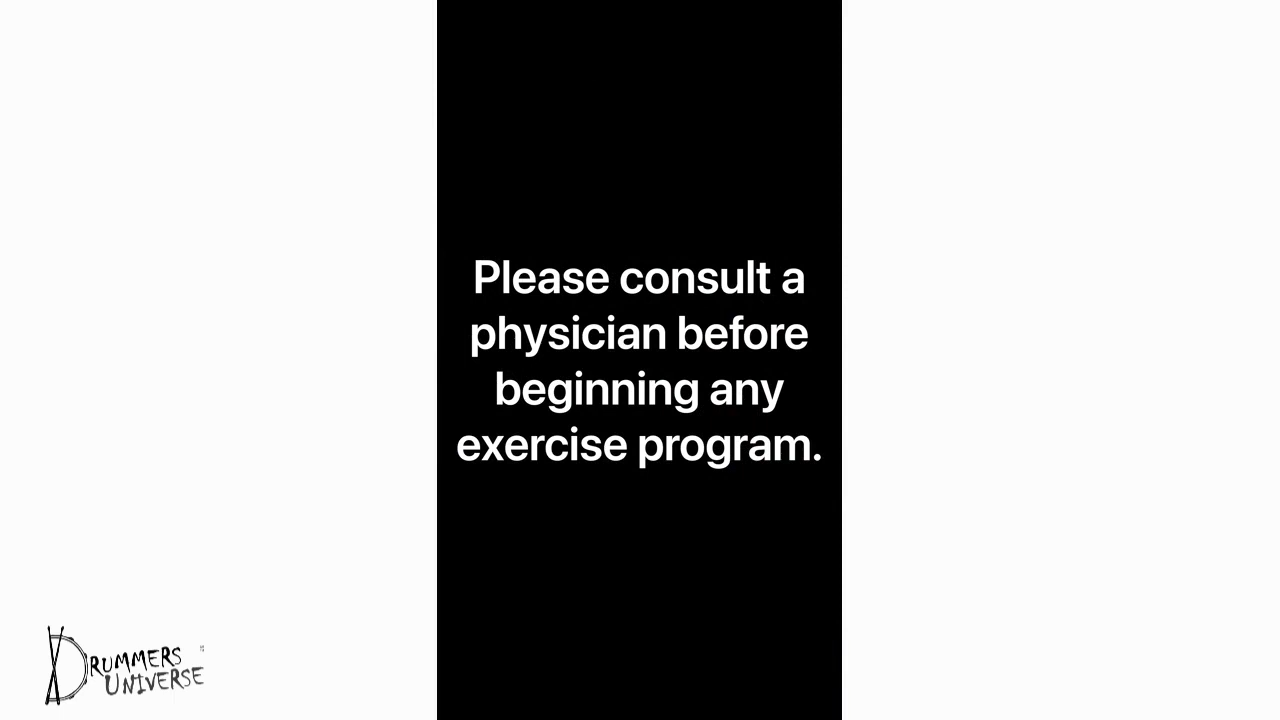 Please consult a
physician before
beginning any
exercise program.
DRUMMERS
UNIVERSE